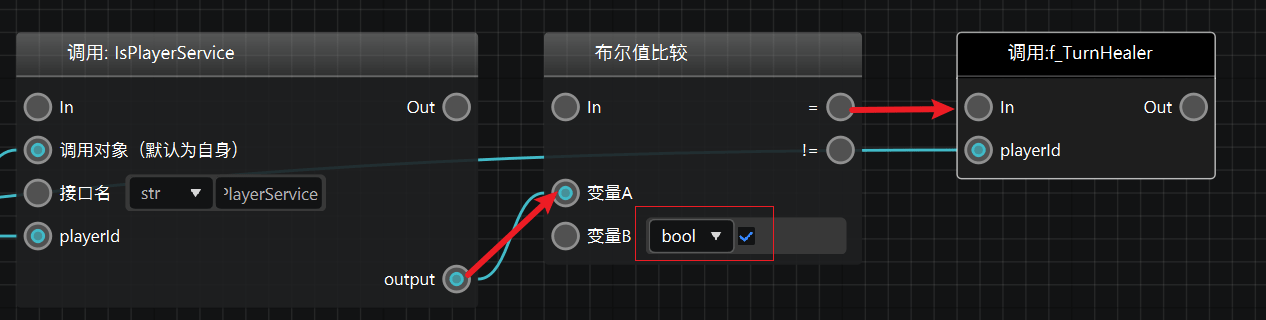 调用: IsPlayerService
In
Out
调用对象（默认为自身）
接口名
str
PlayerService
playerId
output
布尔值比较
In
=
!=
变量A
变量B
bool
调用:f_TurnHealer
In
Out
playerId